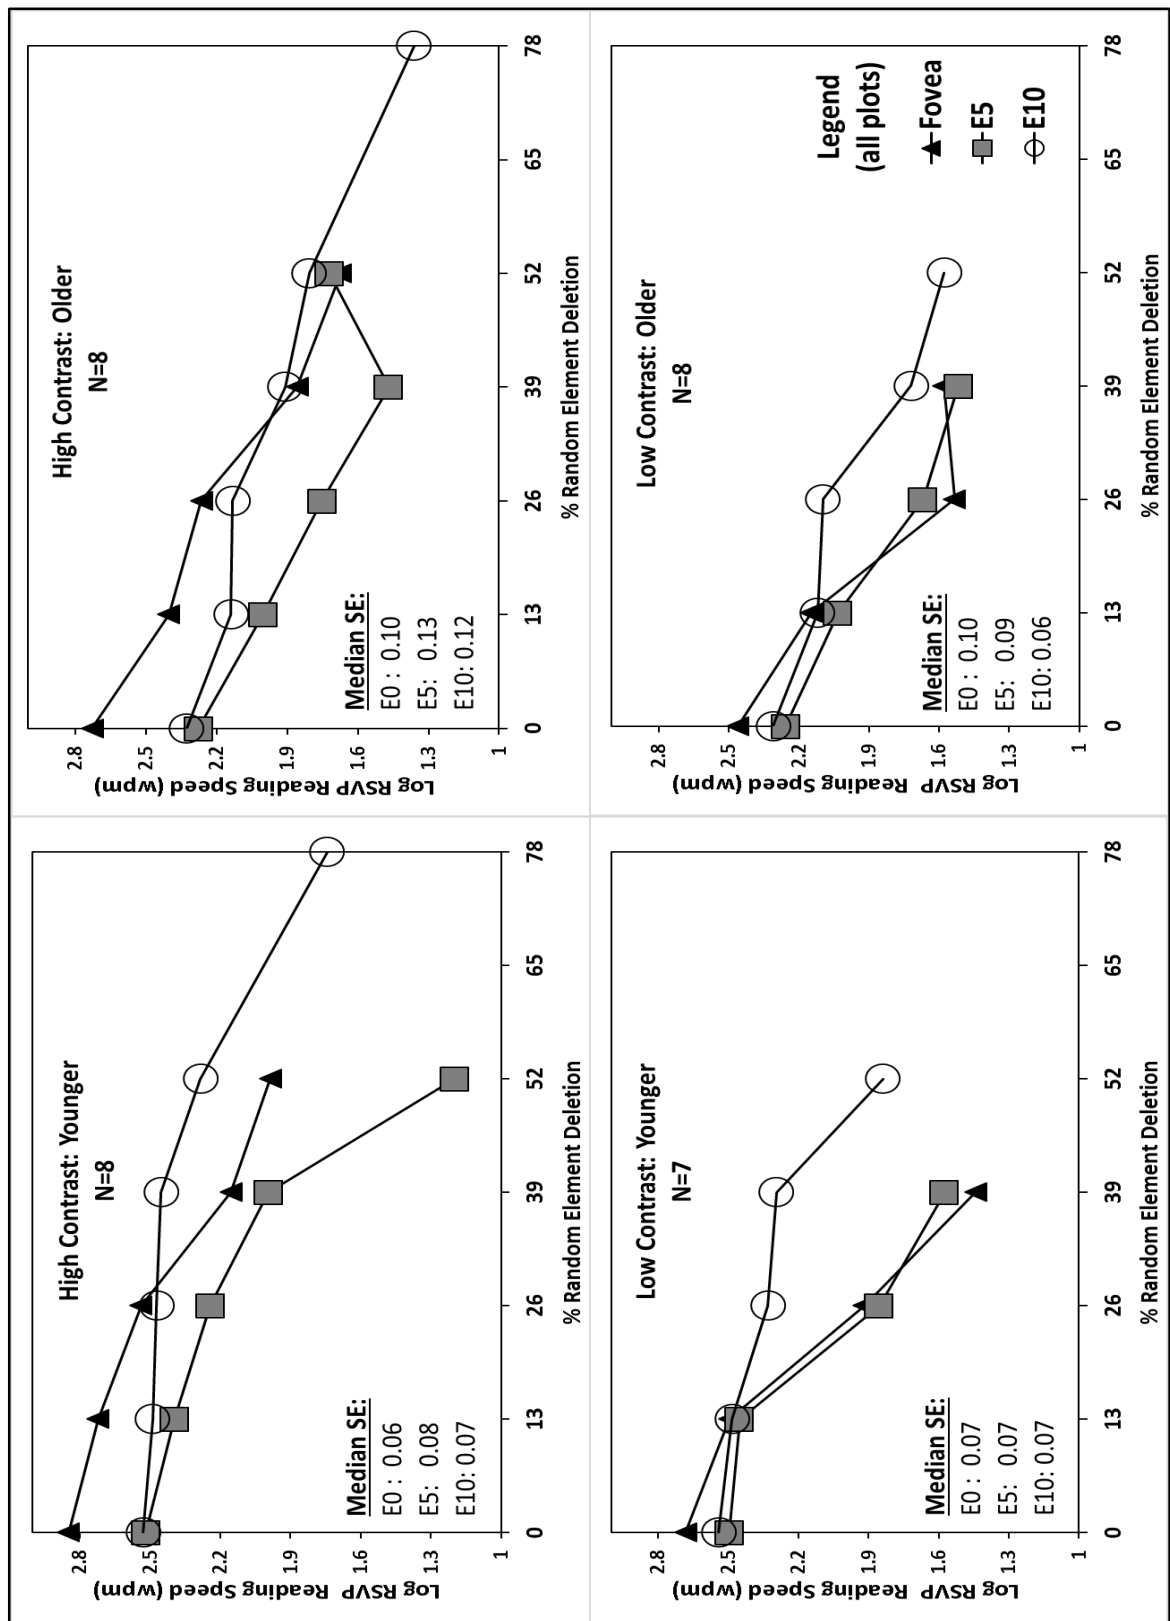 High Contrast: Younger
N=8
Log RSVP Reading Speed (wpm)
2.8
2.5
2.2
1.9
1.6
1.3
1
Median SE:
E0 : 0.06
E5: 0.08
E10: 0.07
0
13
26
39
52
65
78
% Random Element Deletion
High Contrast: Older
N=8
Log RSVP Reading Speed (wpm)
2.8
2.5
2.2
1.9
1.6
1.3
1
Median SE:
E0 : 0.10
E5: 0.13
E10: 0.12
0
13
26
39
52
65
78
% Random Element Deletion
Low Contrast: Younger
N=7
Log RSVP Reading Speed (wpm)
2.8
2.5
2.2
1.9
1.6
1.3
1
Median SE:
E0 : 0.07
E5: 0.07
E10: 0.07
0
13
26
39
52
65
78
% Random Element Deletion
Low Contrast: Older
N=8
Log RSVP Reading Speed (wpm)
2.8
2.5
2.2
1.9
1.6
1.3
1
Median SE:
E0 : 0.10
E5: 0.09
E10: 0.06
Legend
(all plots)
Fovea
E5
E10
0
13
26
39
52
65
78
% Random Element Deletion